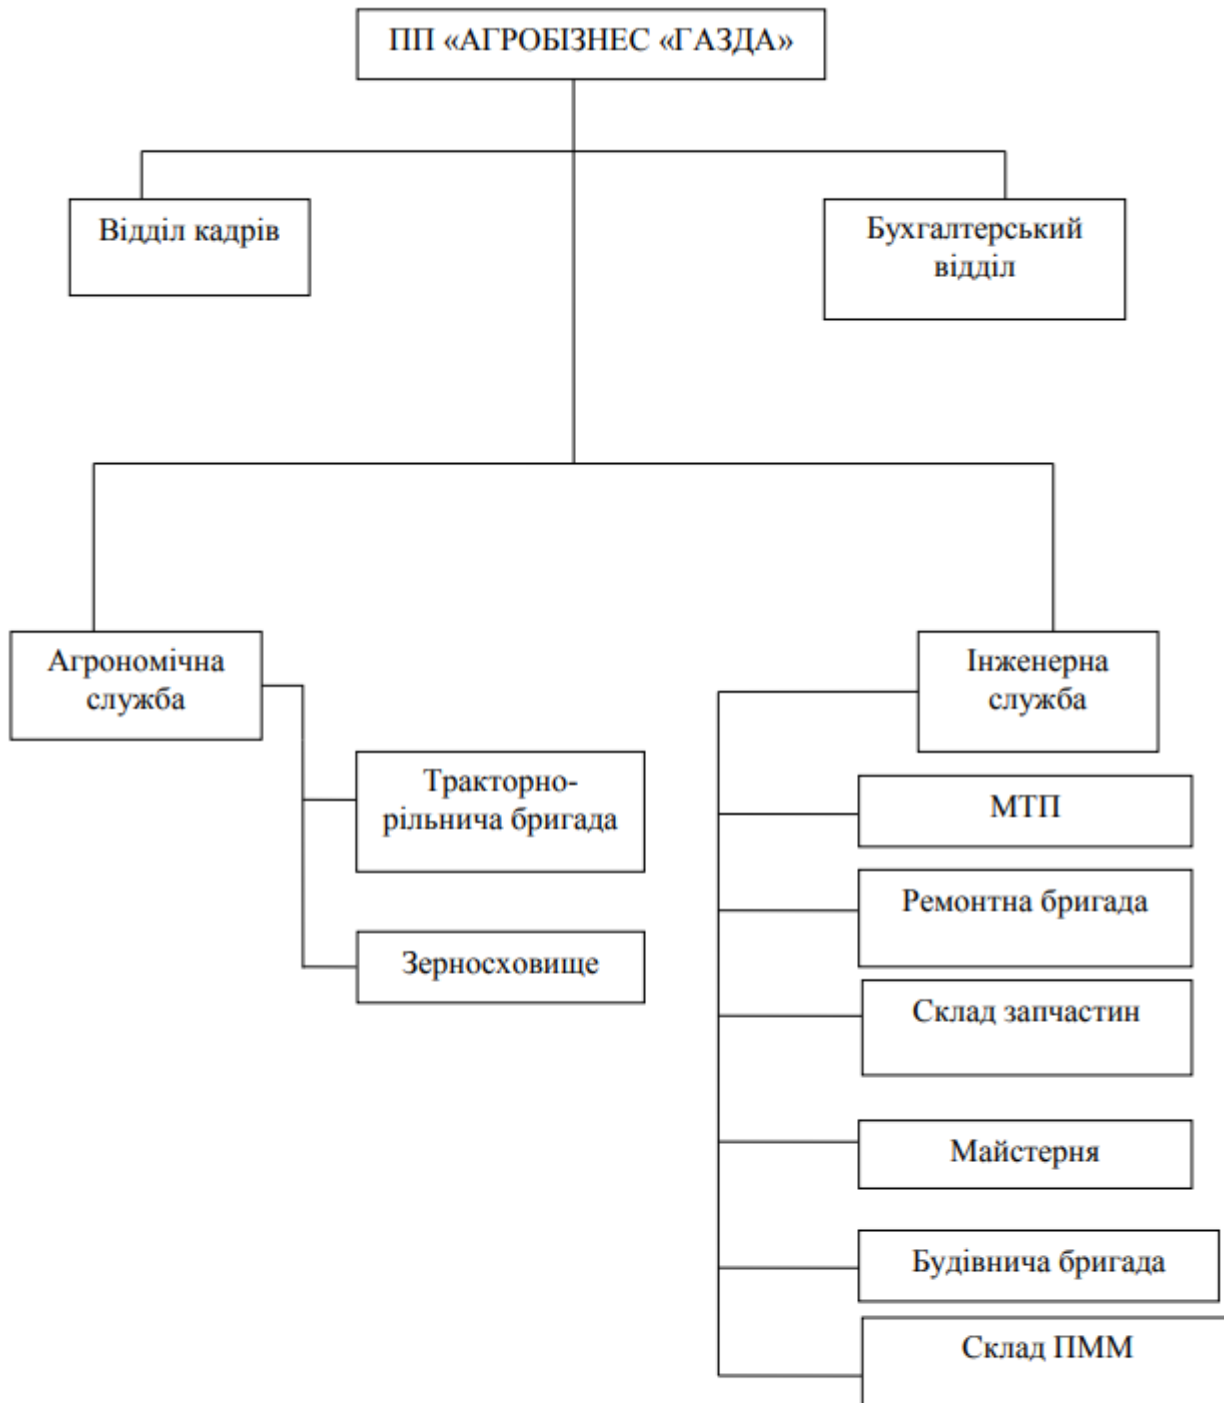 ПП «АГРОБІЗНЕС «ГАЗДА»
Відділ кадрів
Бухгалтерський
відділ
Агрономічна
служба
Інженерна
служба
Тракторно-
рільнича бригада
Зерносховище
МТП
Ремонтна бригада
Склад запчастин
Майстерня
Будівнича бригада
Склад ПММ